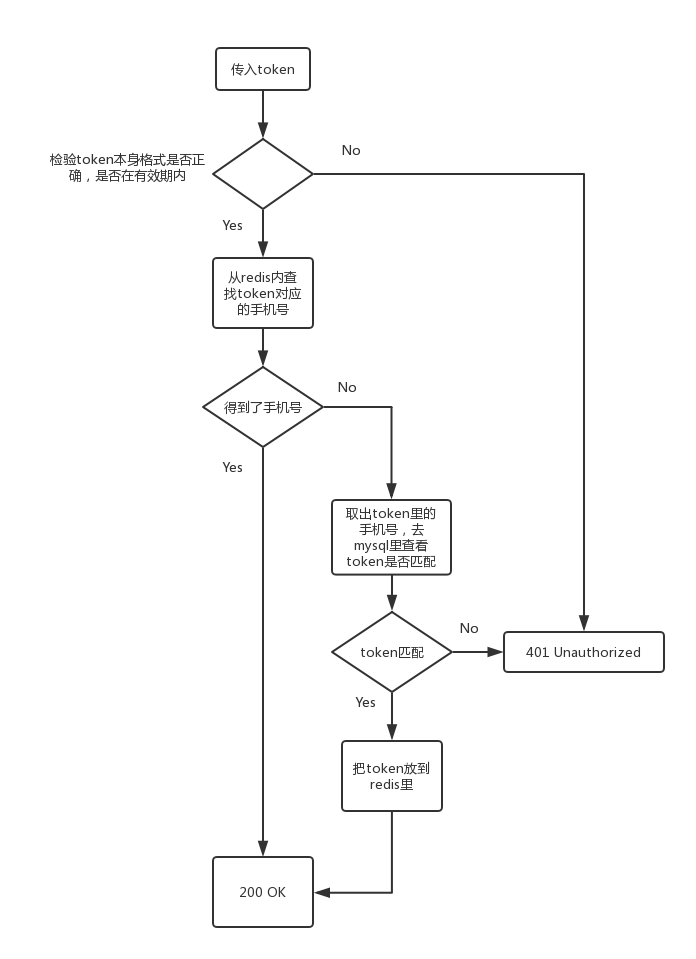 传入token
检验token本身格式是否正
确，是否在有效期内
No
Yes
从redis内查
找token对应
的手机号
得到了手机号
No
Yes
取出token里的
手机号，去
mysql里查看
token是否匹配
token匹配
No
401 Unauthorized
Yes
把token放到
redis里
200 OK